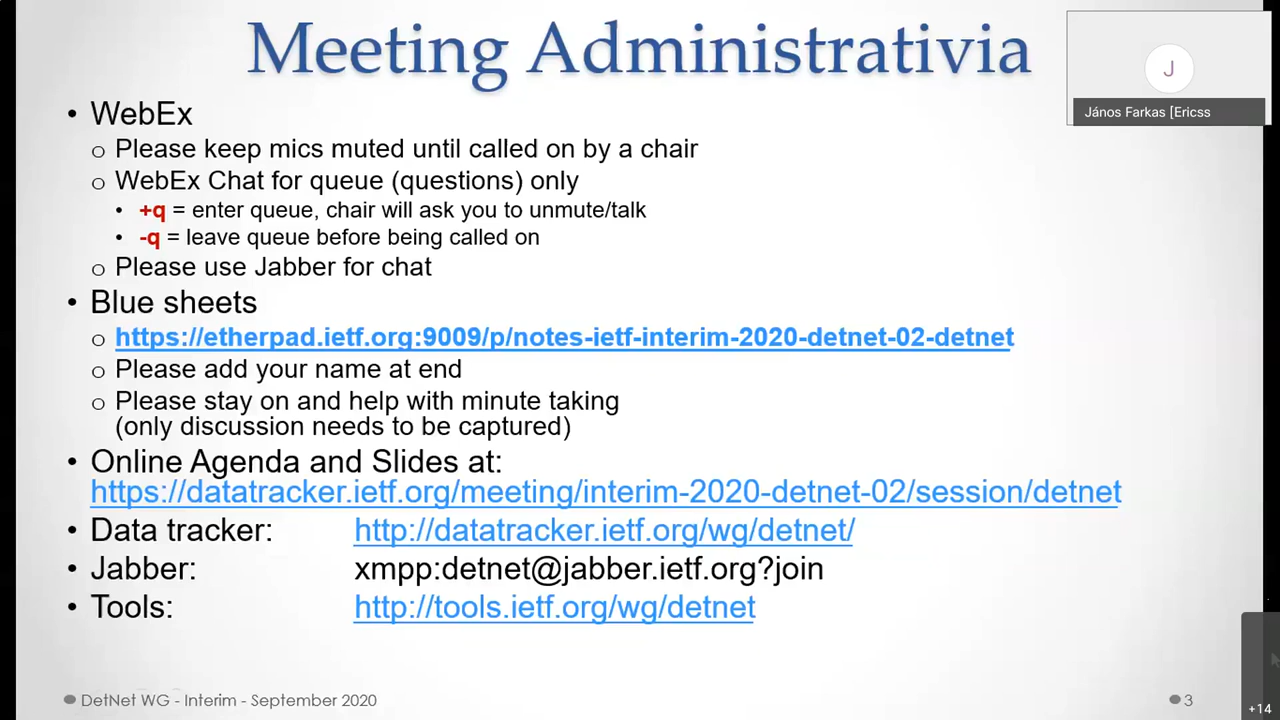 Meeting Administrativia
J
János Farkas [Ericss
• WebEx
o Please keep mics muted until called on by a chair
o WebEx Chat for queue (questions) only
• +q = enter queue, chair will ask you to unmute/talk
• -q = leave queue before being called on
o Please use Jabber for chat
• Blue sheets
o https://etherpad.ietf.org:9009/p/notes-ietf-interim-2020-detnet-02-detnet
o Please add your name at end
o Please stay on and help with minute taking
(only discussion needs to be captured)
• Online Agenda and Slides at:
https://datatracker.ietf.org/meeting/interim-2020-detnet-02/session/detnet
• Data tracker: http://datatracker.ietf.org/wg/detnet/
• Jabber: xmpp:detnet@jabber.ietf.org?join
• Tools: http://tools.ietf.org/wg/detnet
DetNet WG - Interim - September 2020
3
+14